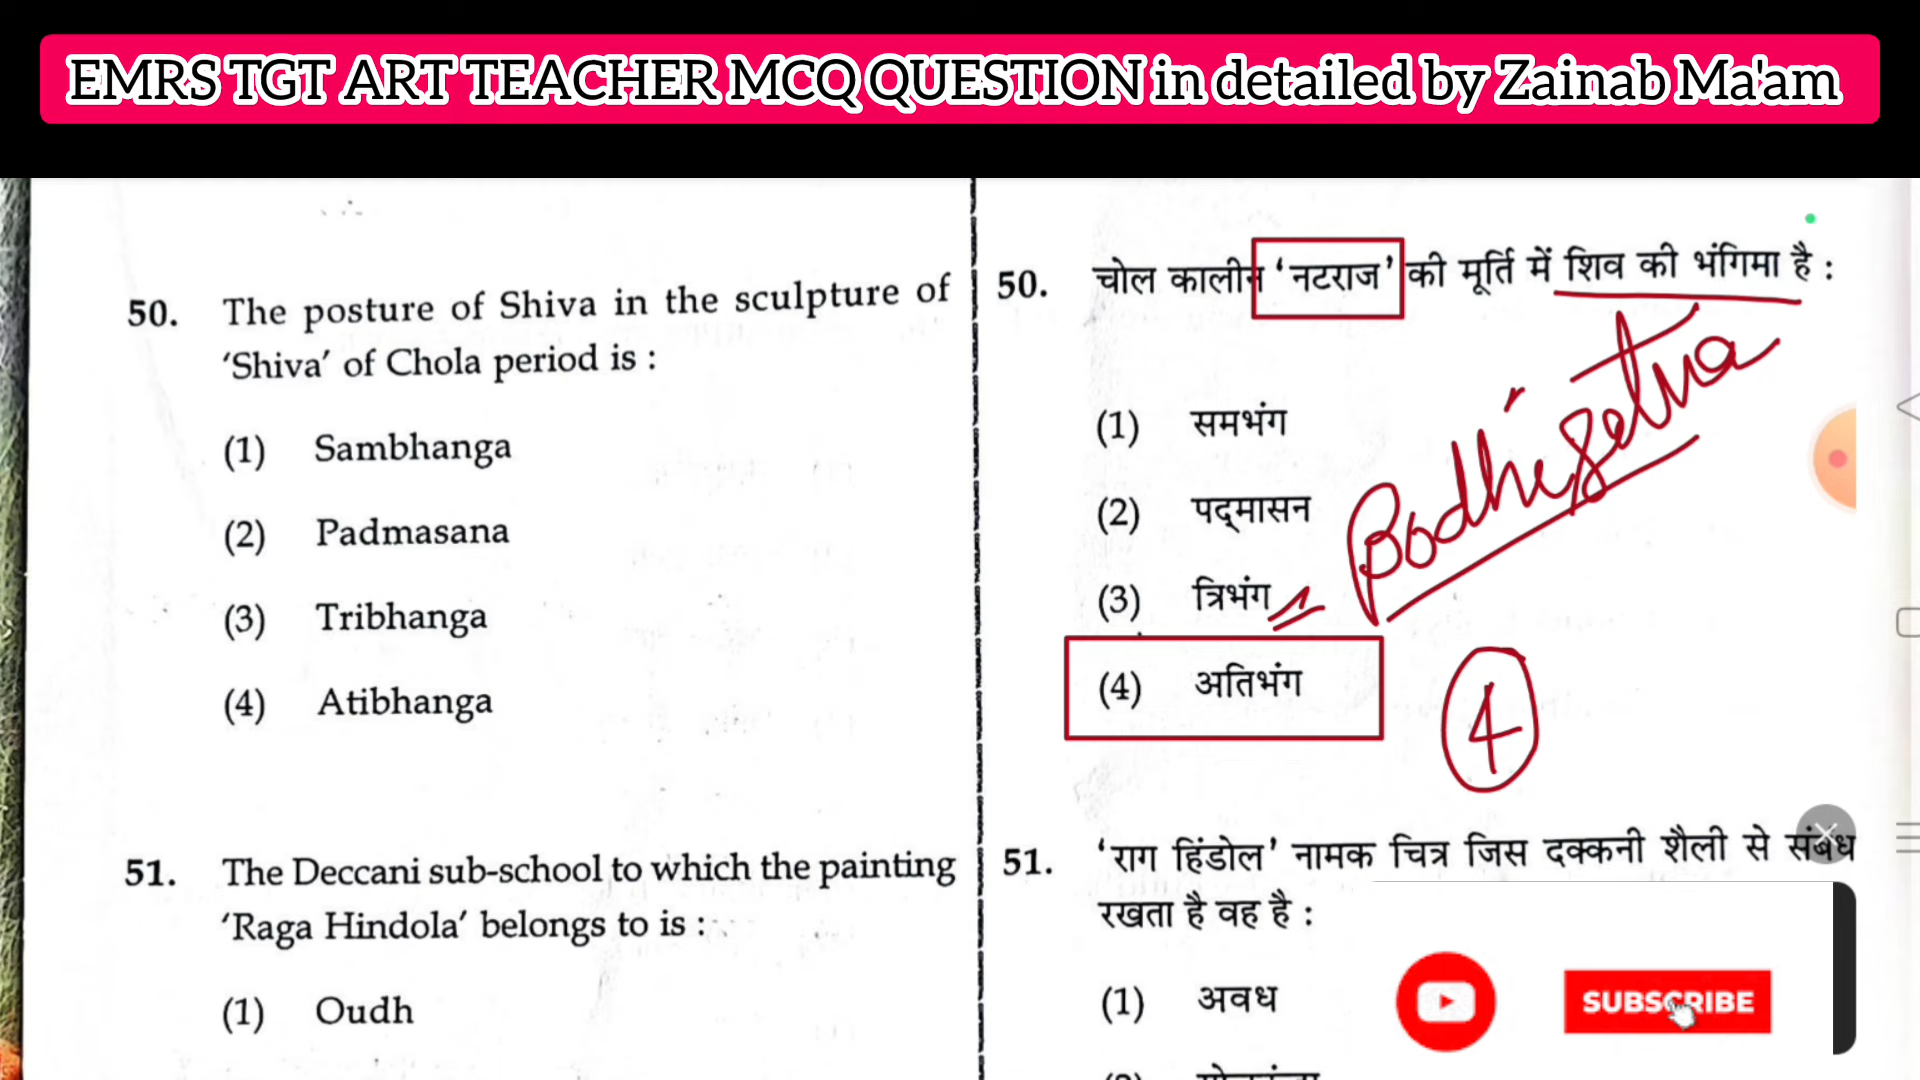 EMRS TGT ART TEACHER MCQ QUESTION in detailed by Zainab Ma'am
50. The posture of Shiva in the sculpture of
'Shiva' of Chola period is :
(1) Sambhanga
(2) Padmasana
(3) Tribhanga
(4) Atibhanga
51. The Deccani sub-school to which the painting
'Raga Hindola' belongs to is :
(1) Oudh
50. चोल कालीन 'नटराज' की मूर्ति में शिव की भंगिमा है :
(1) समभंग
(2) पद्मासन
(3) त्रिभंग
(4) अतिभंग
Bodhisatva
4
51. 'राग हिंडोल' नामक चित्र जिस दक्कनी शैली से संबंध
रखता है वह है :
(1) अवध
SUBSCRIBE